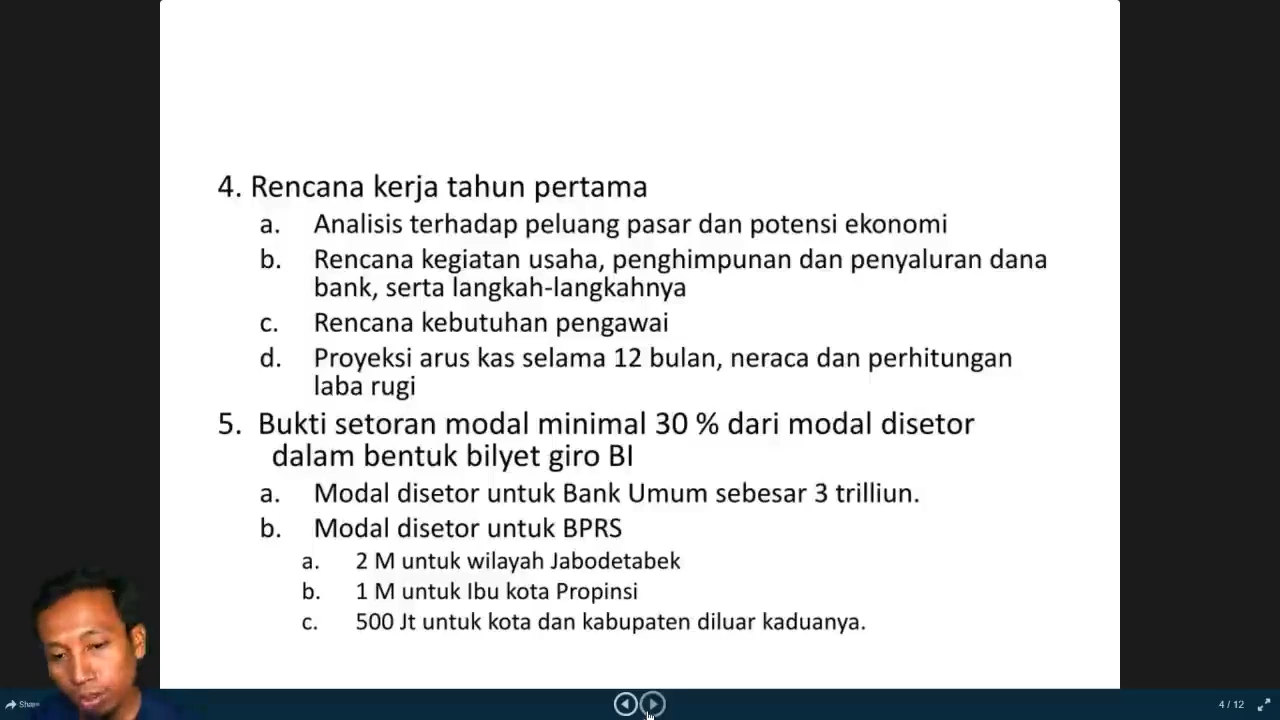 4. Rencana kerja tahun pertama
a. Analisis terhadap peluang pasar dan potensi ekonomi
b. Rencana kegiatan usaha, penghimpunan dan penyaluran dana
bank, serta langkah-langkahnya
c. Rencana kebutuhan pengawai
d. Proyeksi arus kas selama 12 bulan, neraca dan perhitungan
laba rugi
5. Bukti setoran modal minimal 30 % dari modal disetor
dalam bentuk bilyet giro BI
a. Modal disetor untuk Bank Umum sebesar 3 trilliun.
b. Modal disetor untuk BPRS
a. 2 M untuk wilayah Jabodetabek
b. 1 M untuk Ibu kota Propinsi
c. 500 Jt untuk kota dan kabupaten diluar kaduanya.
Share
4 / 12